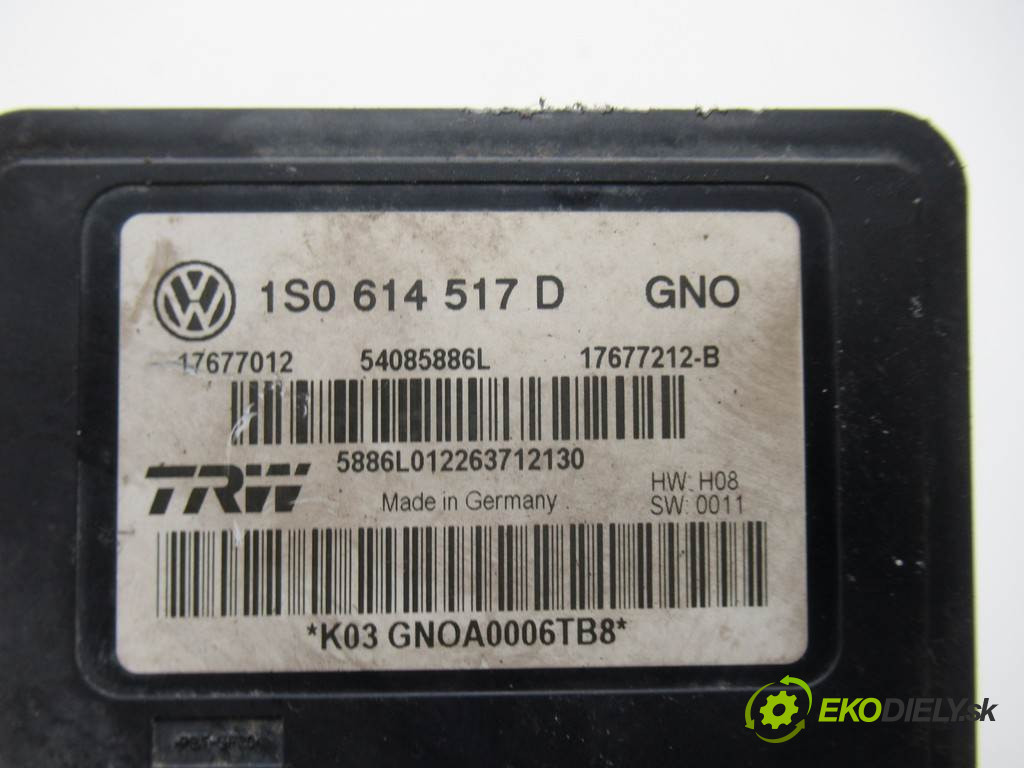 1S0 614 517 D GNO
17677012 54085886L 17677212-B
5886L012263712130
TRW
Made in Germany
HW: H08
SW: 0011
*K03 GNOA0006TB8*
EKODIELY.sk